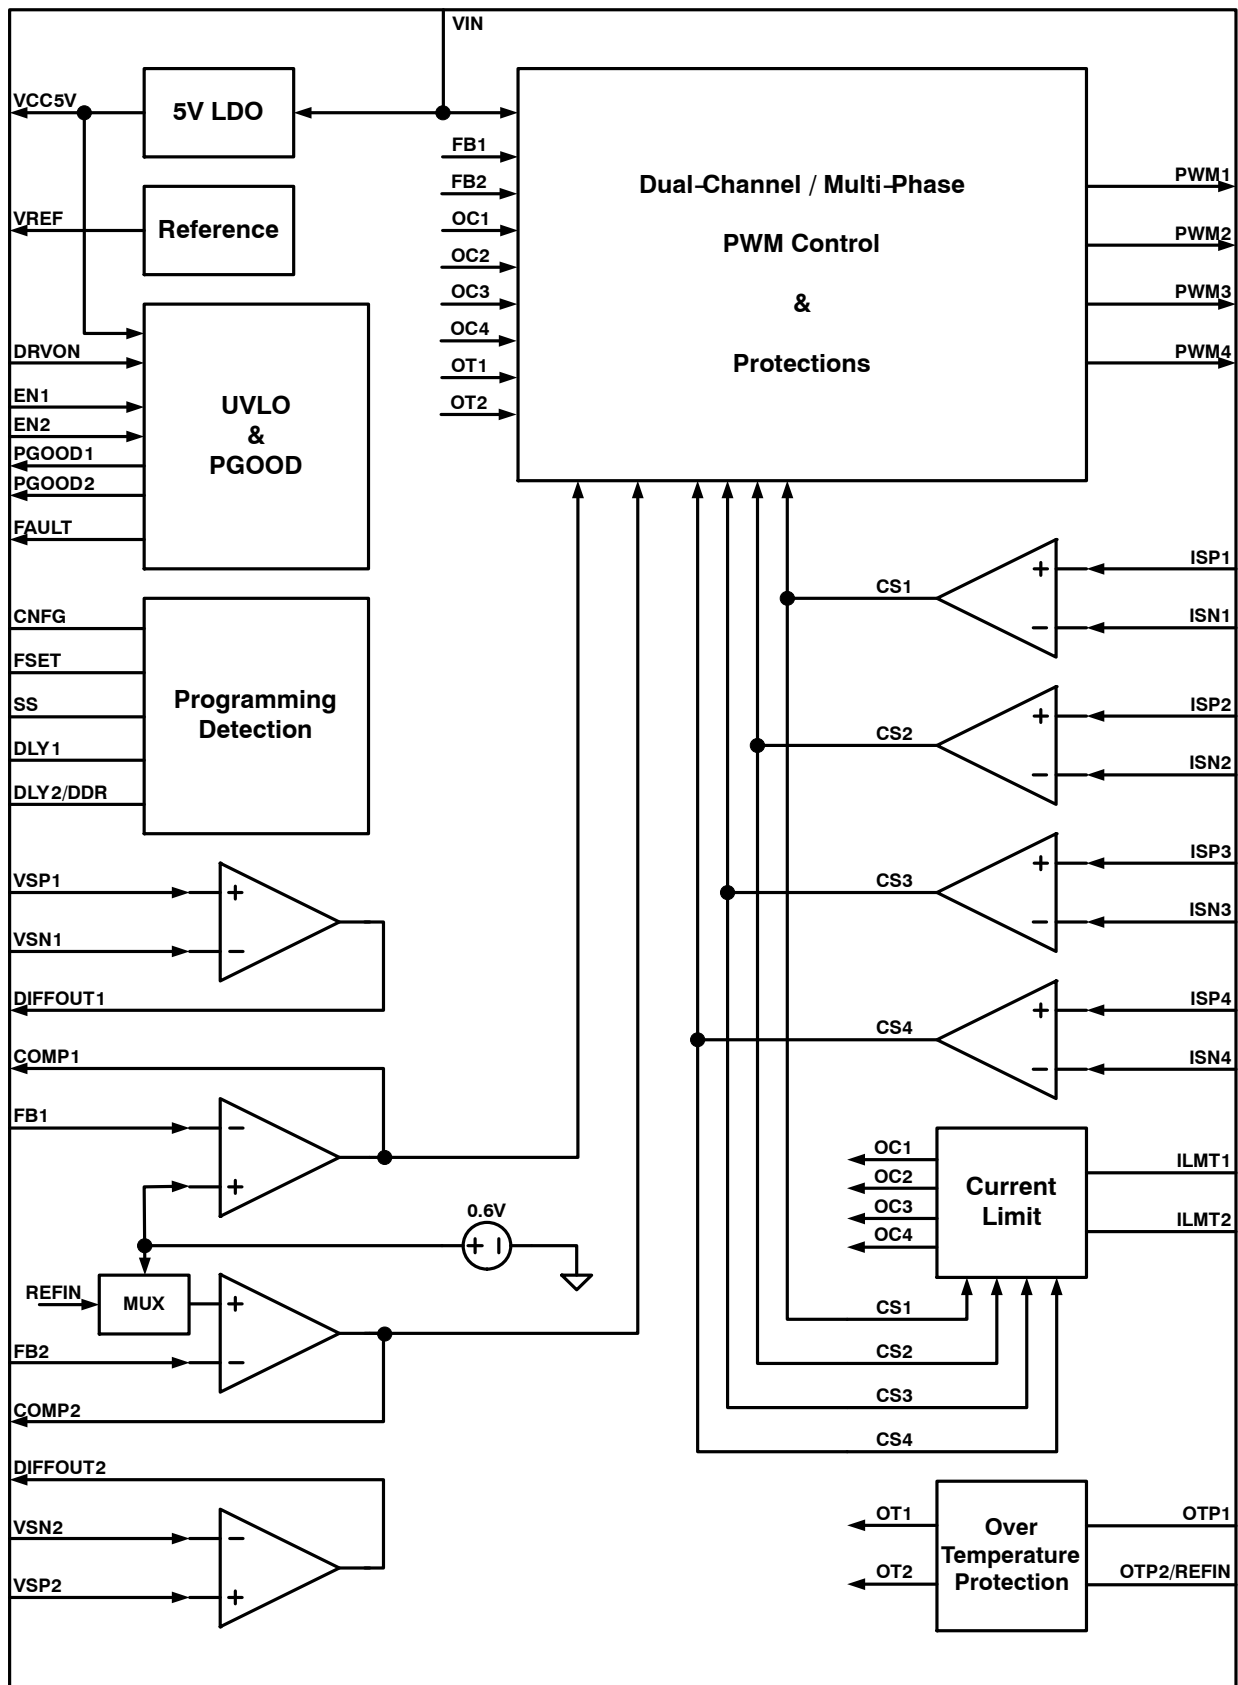 VIN
VCC5V
5V LDO
FB1
FB2
OC1
OC2
OC3
OC4
OT1
OT2
Dual-Channel / Multi-Phase
PWM Control
&
Protections
PWM1
PWM2
PWM3
PWM4
VREF
Reference
DRVON
EN1
EN2
PGOOD1
PGOOD2
FAULT
UVLO
&
PGOOD
CNFG
FSET
SS
DLY1
DLY2/DDR
Programming
Detection
CS1
+
−
ISP1
ISN1
CS2
+
−
ISP2
ISN2
CS3
+
−
ISP3
ISN3
CS4
+
−
ISP4
ISN4
VSP1
+
VSN1
−
DIFFOUT1
COMP1
FB1
−
+
0.6V
+ −
REFIN
MUX
+
FB2
−
COMP2
DIFFOUT2
VSN2
−
VSP2
+
OC1
OC2
OC3
OC4
Current
Limit
ILMT1
ILMT2
CS1
CS2
CS3
CS4
OT1
OT2
Over
Temperature
Protection
OTP1
OTP2/REFIN